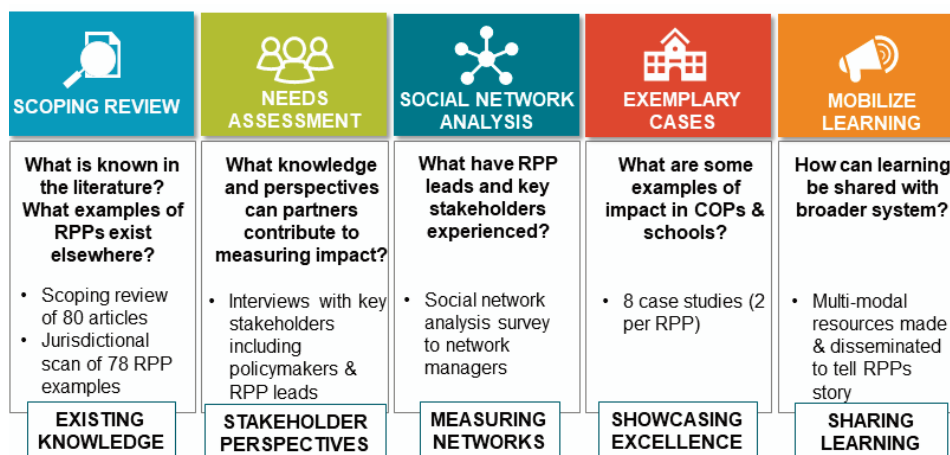 SCOPING REVIEW
What is known in
the literature?
What examples of
RPPs exist
elsewhere?
• Scoping review
of 80 articles
• Jurisdictional
scan of 78 RPP
examples
EXISTING
KNOWLEDGE
NEEDS
ASSESSMENT
What knowledge
and perspectives
can partners
contribute to
measuring impact?
• Interviews with key
stakeholders
including
policymakers &
RPP leads
STAKEHOLDER
PERSPECTIVES
SOCIAL NETWORK
ANALYSIS
What have RPP
leads and key
stakeholders
experienced?
• Social network
analysis survey
to network
managers
MEASURING
NETWORKS
EXEMPLARY
CASES
What are some
examples of
impact in COPs &
schools?
• 8 case studies (2
per RPP)
SHOWCASING
EXCELLENCE
MOBILIZE
LEARNING
How can learning
be shared with
broader system?
• Multi-modal
resources made
& disseminated
to tell RPPs
story
SHARING
LEARNING